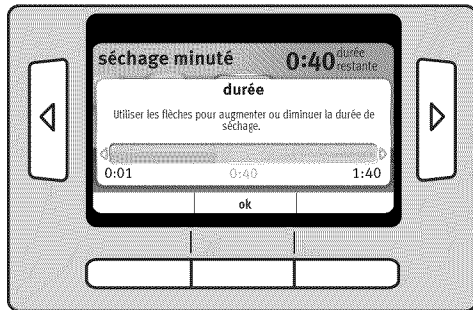 séchage minuté 0:40 durée restante
durée
Utiliser les flèches pour augmenter ou diminuer la durée de
séchage.
0:01 0:40 1:40
ok